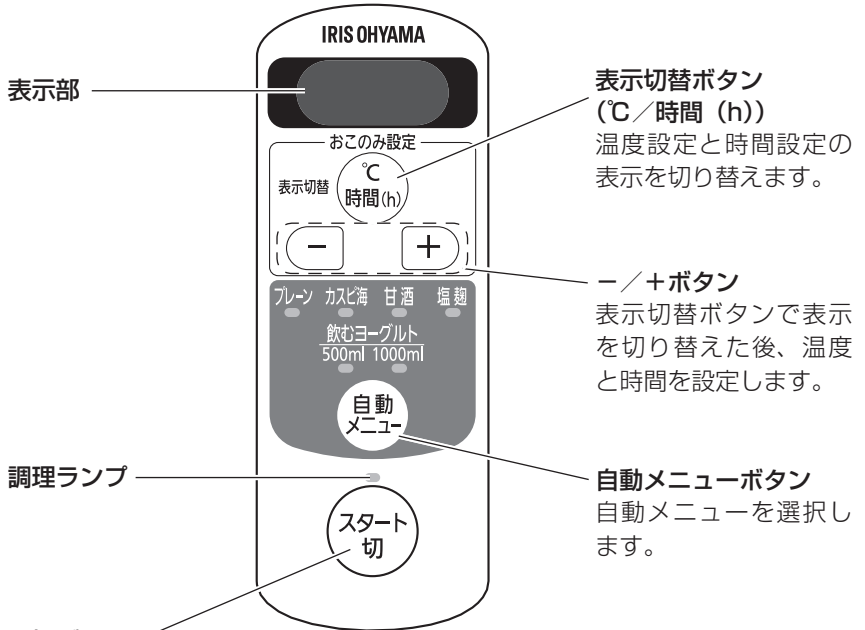 IRIS OHYAMA
表示部
おこのみ設定
表示切替
℃
時間(h)
−
+
プレーン カスピ海 甘酒 塩麹
飲むヨーグルト
500ml 1000ml
自動
メニュー
調理ランプ
スタート
切
表示切替ボタン
(℃／時間（h))
温度設定と時間設定の
表示を切り替えます。
−／＋ボタン
表示切替ボタンで表示
を切り替えた後、温度
と時間を設定します。
自動メニューボタン
自動メニューを選択し
ます。